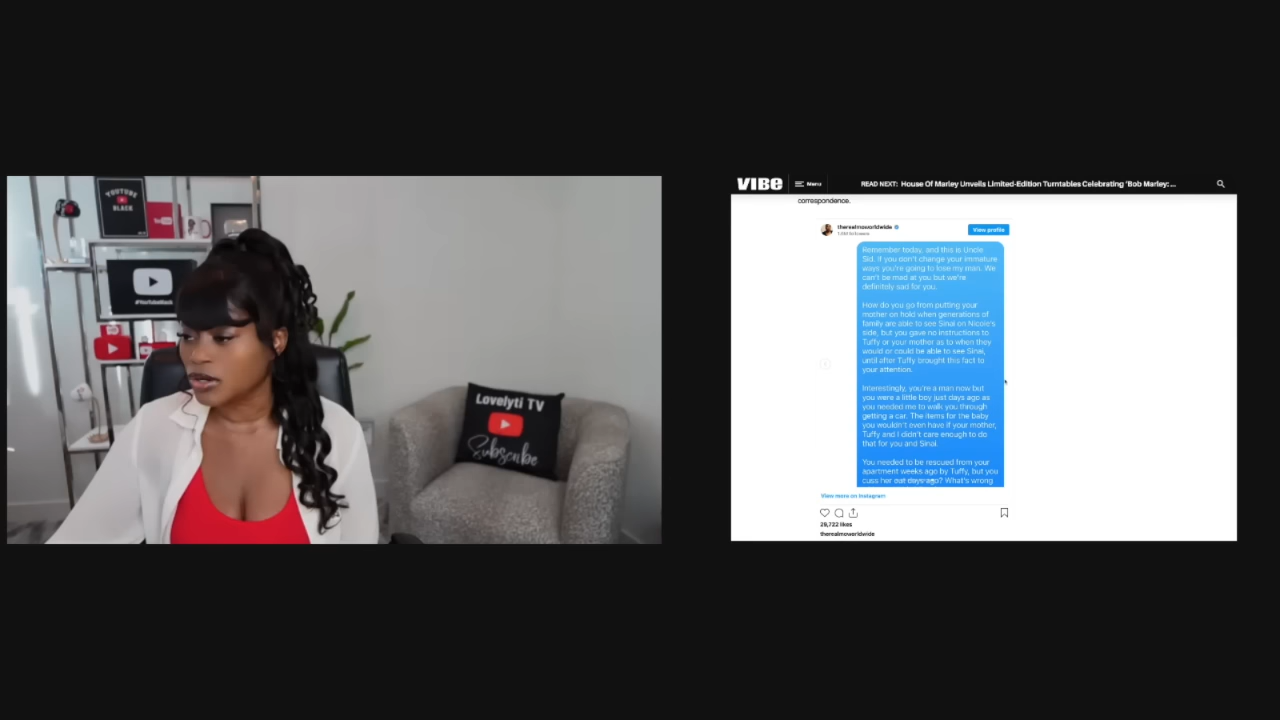 YOUTUBE
BLACK
YouTube
#YouTubeBlack
Lovelyti TV
Subscribe
VIBE
Menu
READ NEXT: House Of Marley Unveils Limited-Edition Turntables Celebrating 'Bob Marley: ...
correspondence.
therealmoworldwide
View profile
Remember today, and this is Uncle
Sid. If you don't change your immature
ways you're going to lose my man. We
can't be mad at you but we're
definitely sad for you.
How do you go from putting your
mother on hold when generations of
family are able to see Sinai on Nicole's
side, but you gave no instructions to
Tuffy or your mother as to when they
would or could be able to see Sinai,
until after Tuffy brought this fact to
your attention.
Interestingly, you're a man now but
you were a little boy just days ago as
you needed me to walk you through
getting a car. The items for the baby
you wouldn't even have if your mother,
Tuffy and I didn't care enough to do
that for you and Sinai.
You needed to be rescued from your
apartment weeks ago by Tuffy, but you
cuss her out days ago? What's wrong
View more on Instagram
28,722 likes
therealmoworldwide